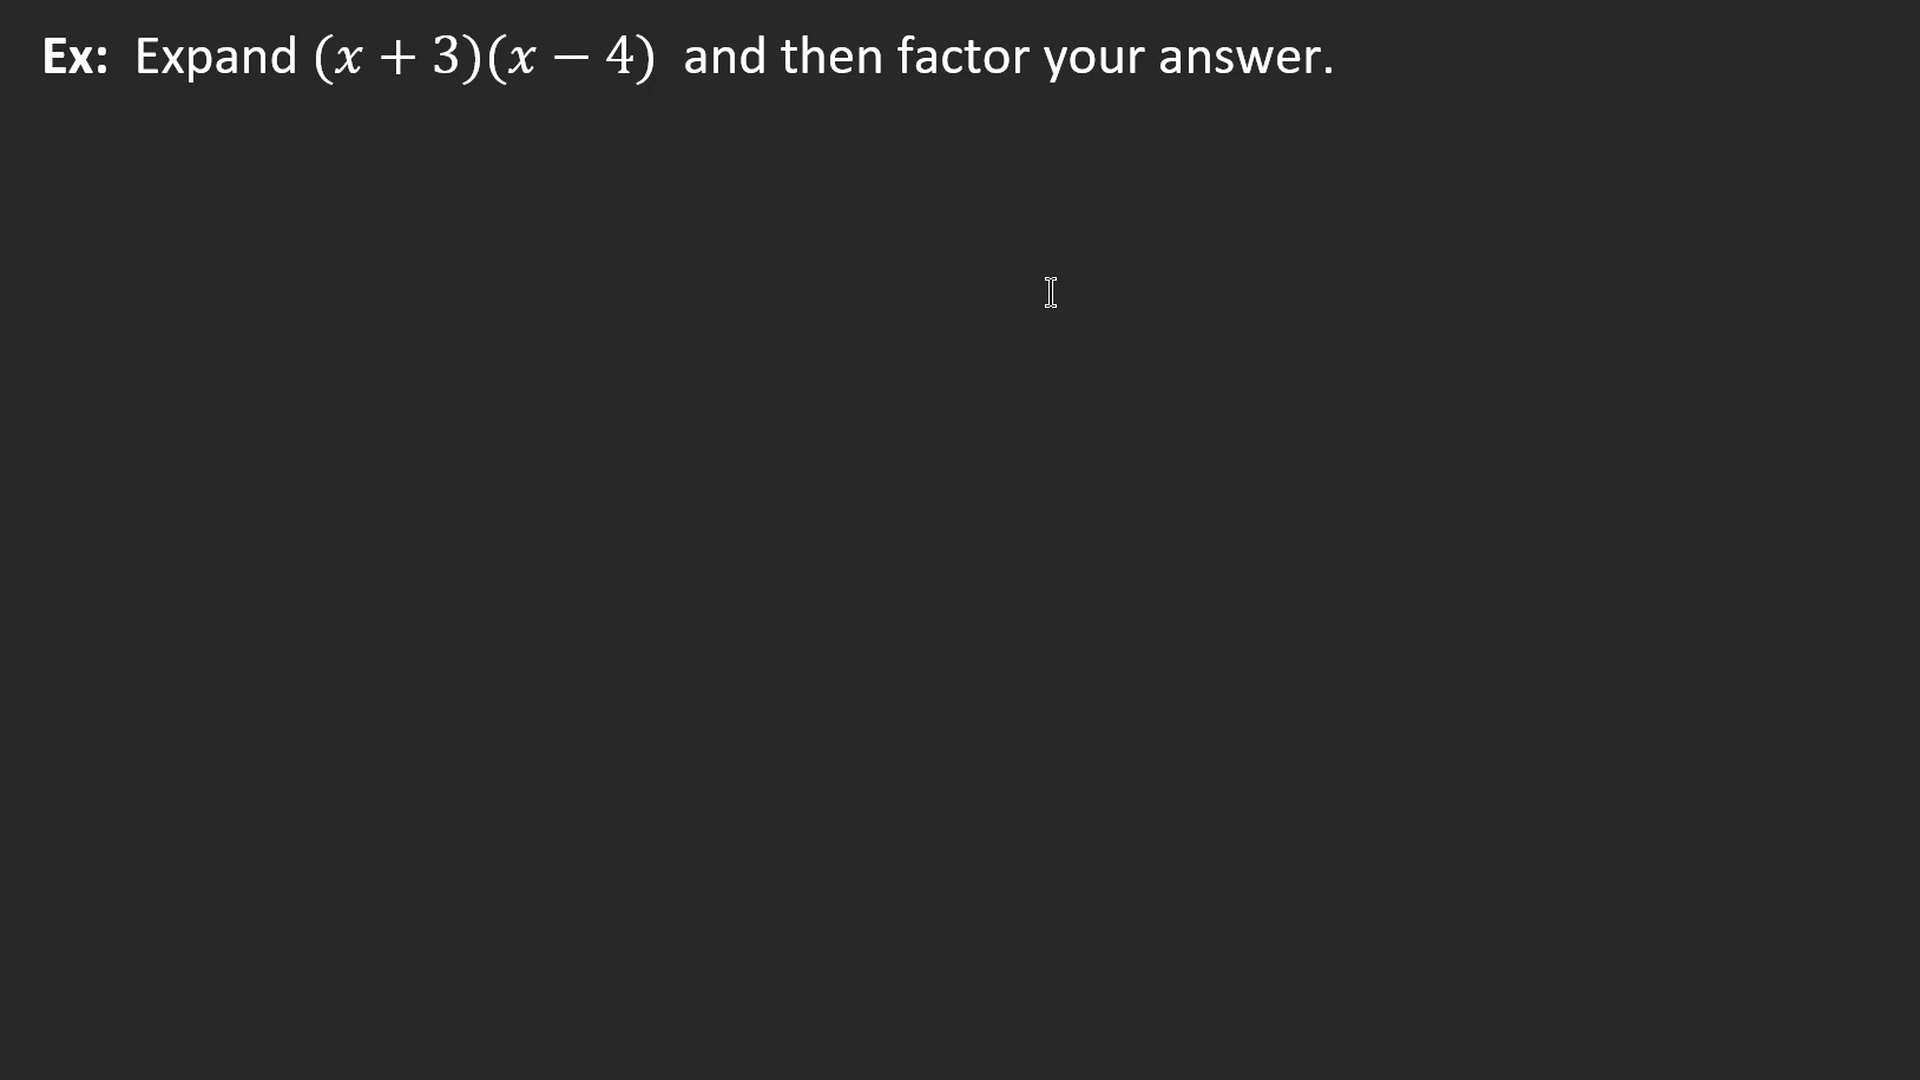 Ex: Expand (x + 3)(x − 4) and then factor your answer.